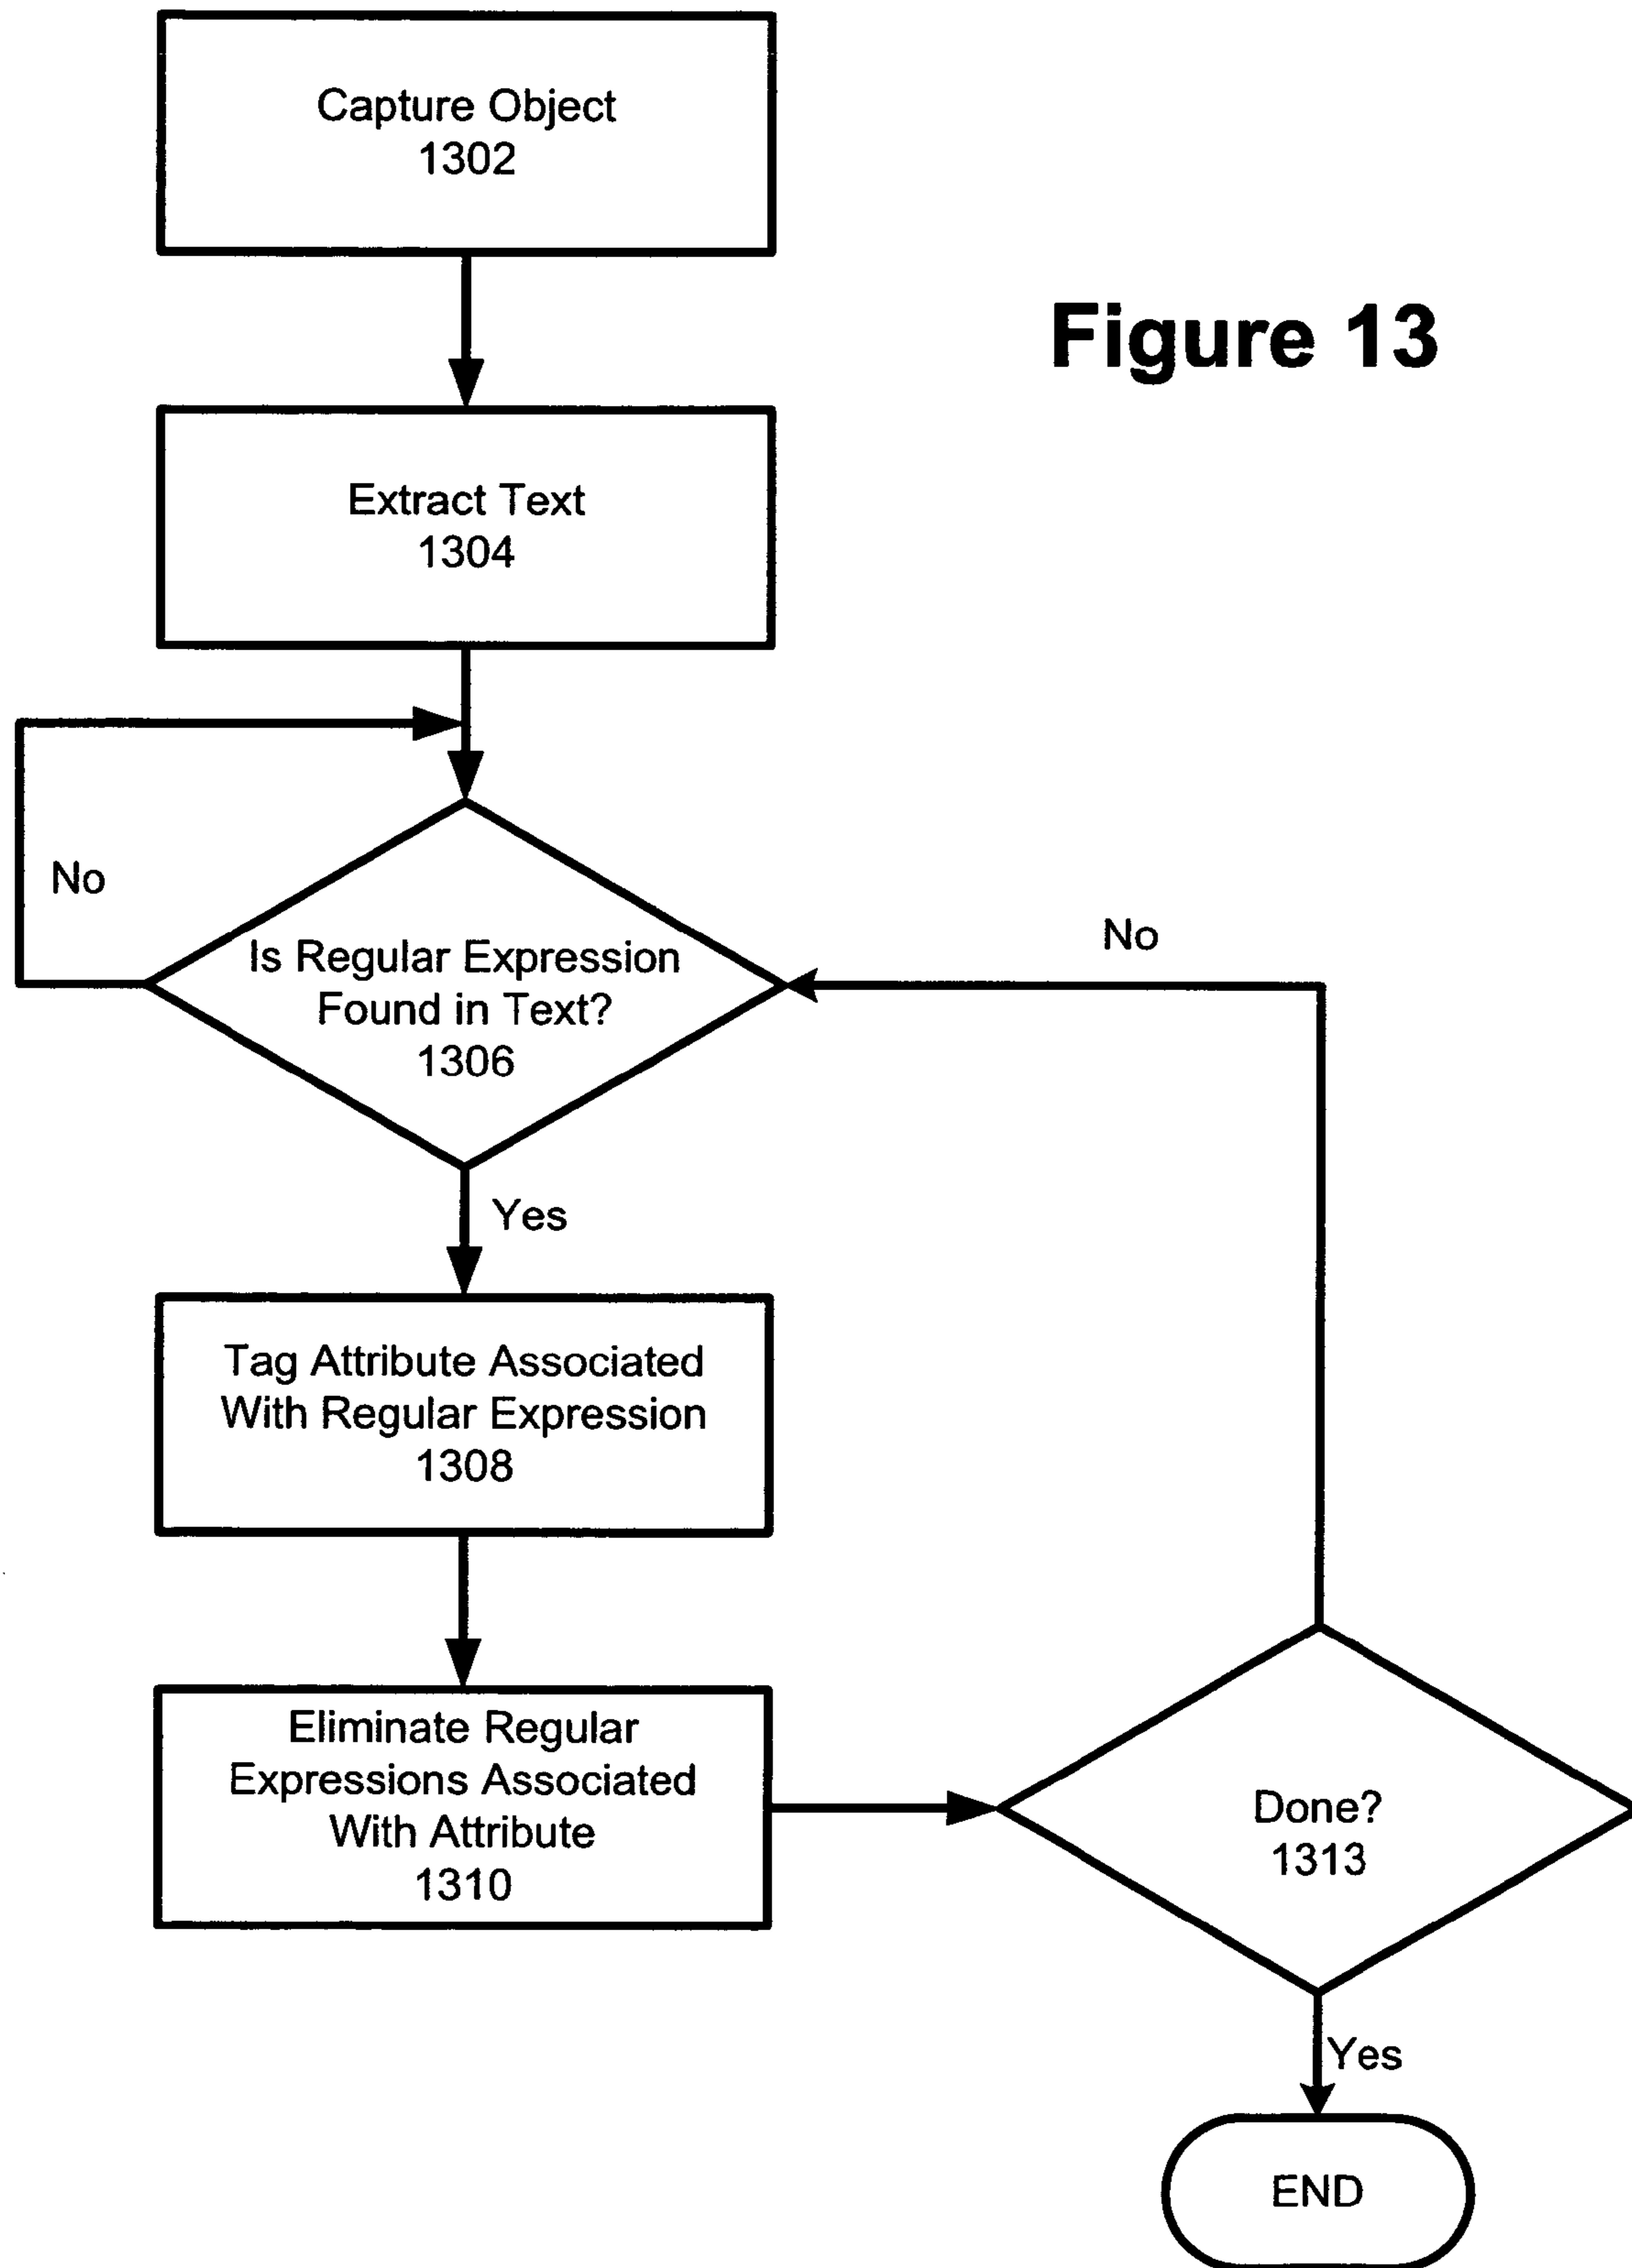 Capture Object
1302
Figure 13
Extract Text
1304
No
Is Regular Expression
Found in Text?
1306
No
Yes
Tag Attribute Associated
With Regular Expression
1308
Eliminate Regular
Expressions Associated
With Attribute
1310
Done?
1313
Yes
END